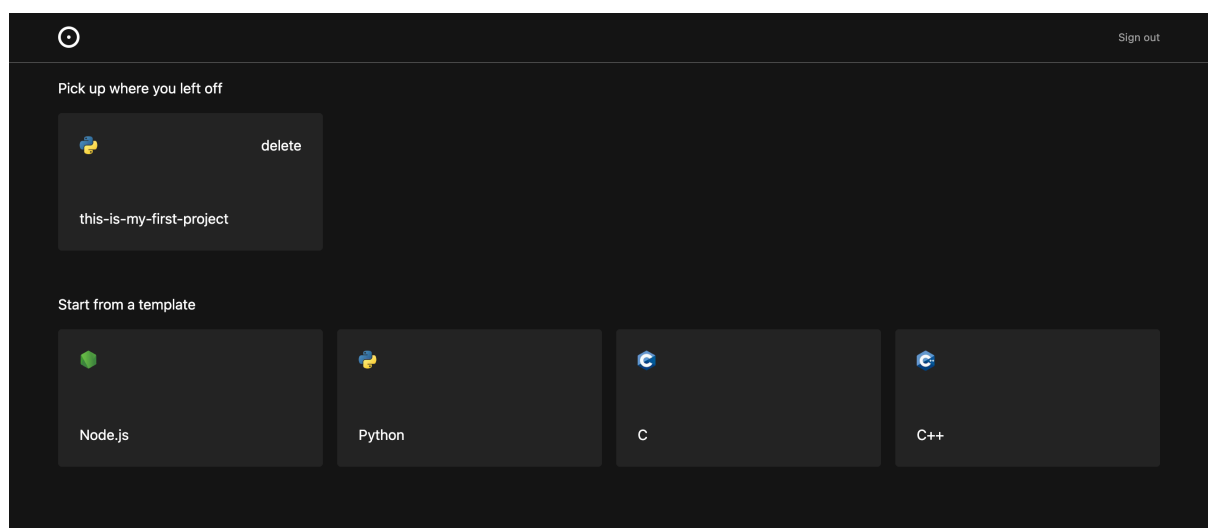 Sign out
Pick up where you left off
delete
this-is-my-first-project
Start from a template
Node.js
Python
C
C++